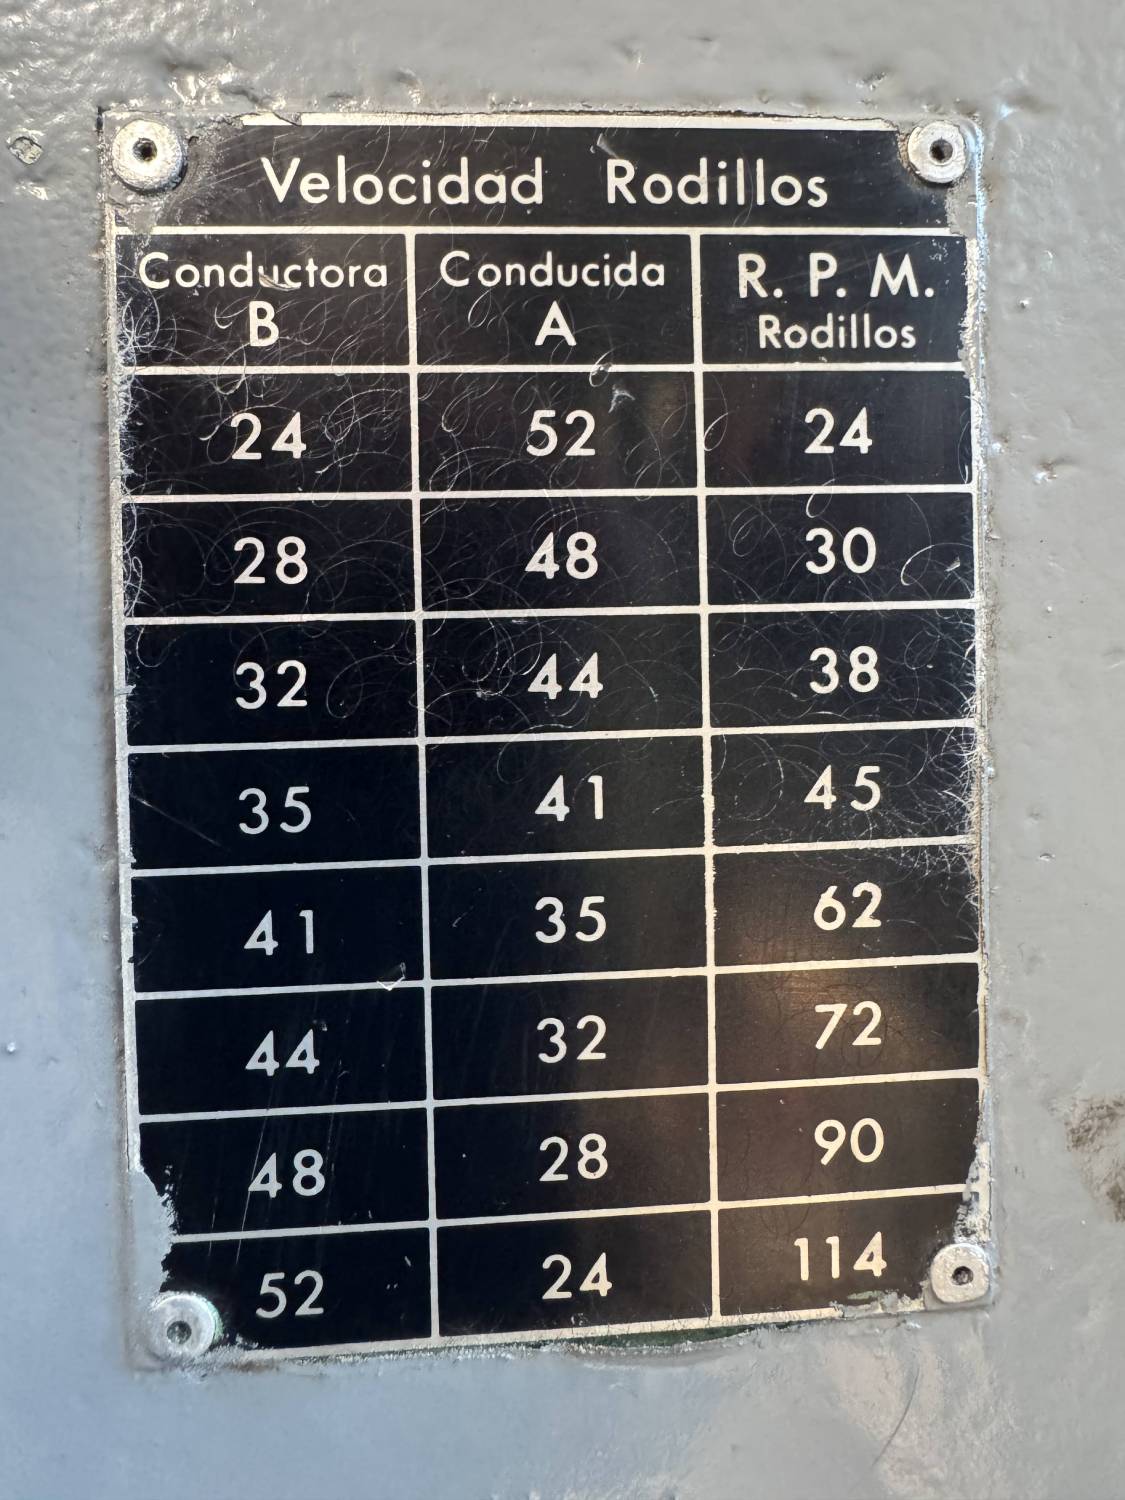 Velocidad Rodillos
Conductora B Conducida A R. P. M. Rodillos
24 52 24
28 48 30
32 44 38
35 41 45
41 35 62
44 32 72
48 28 90
52 24 114